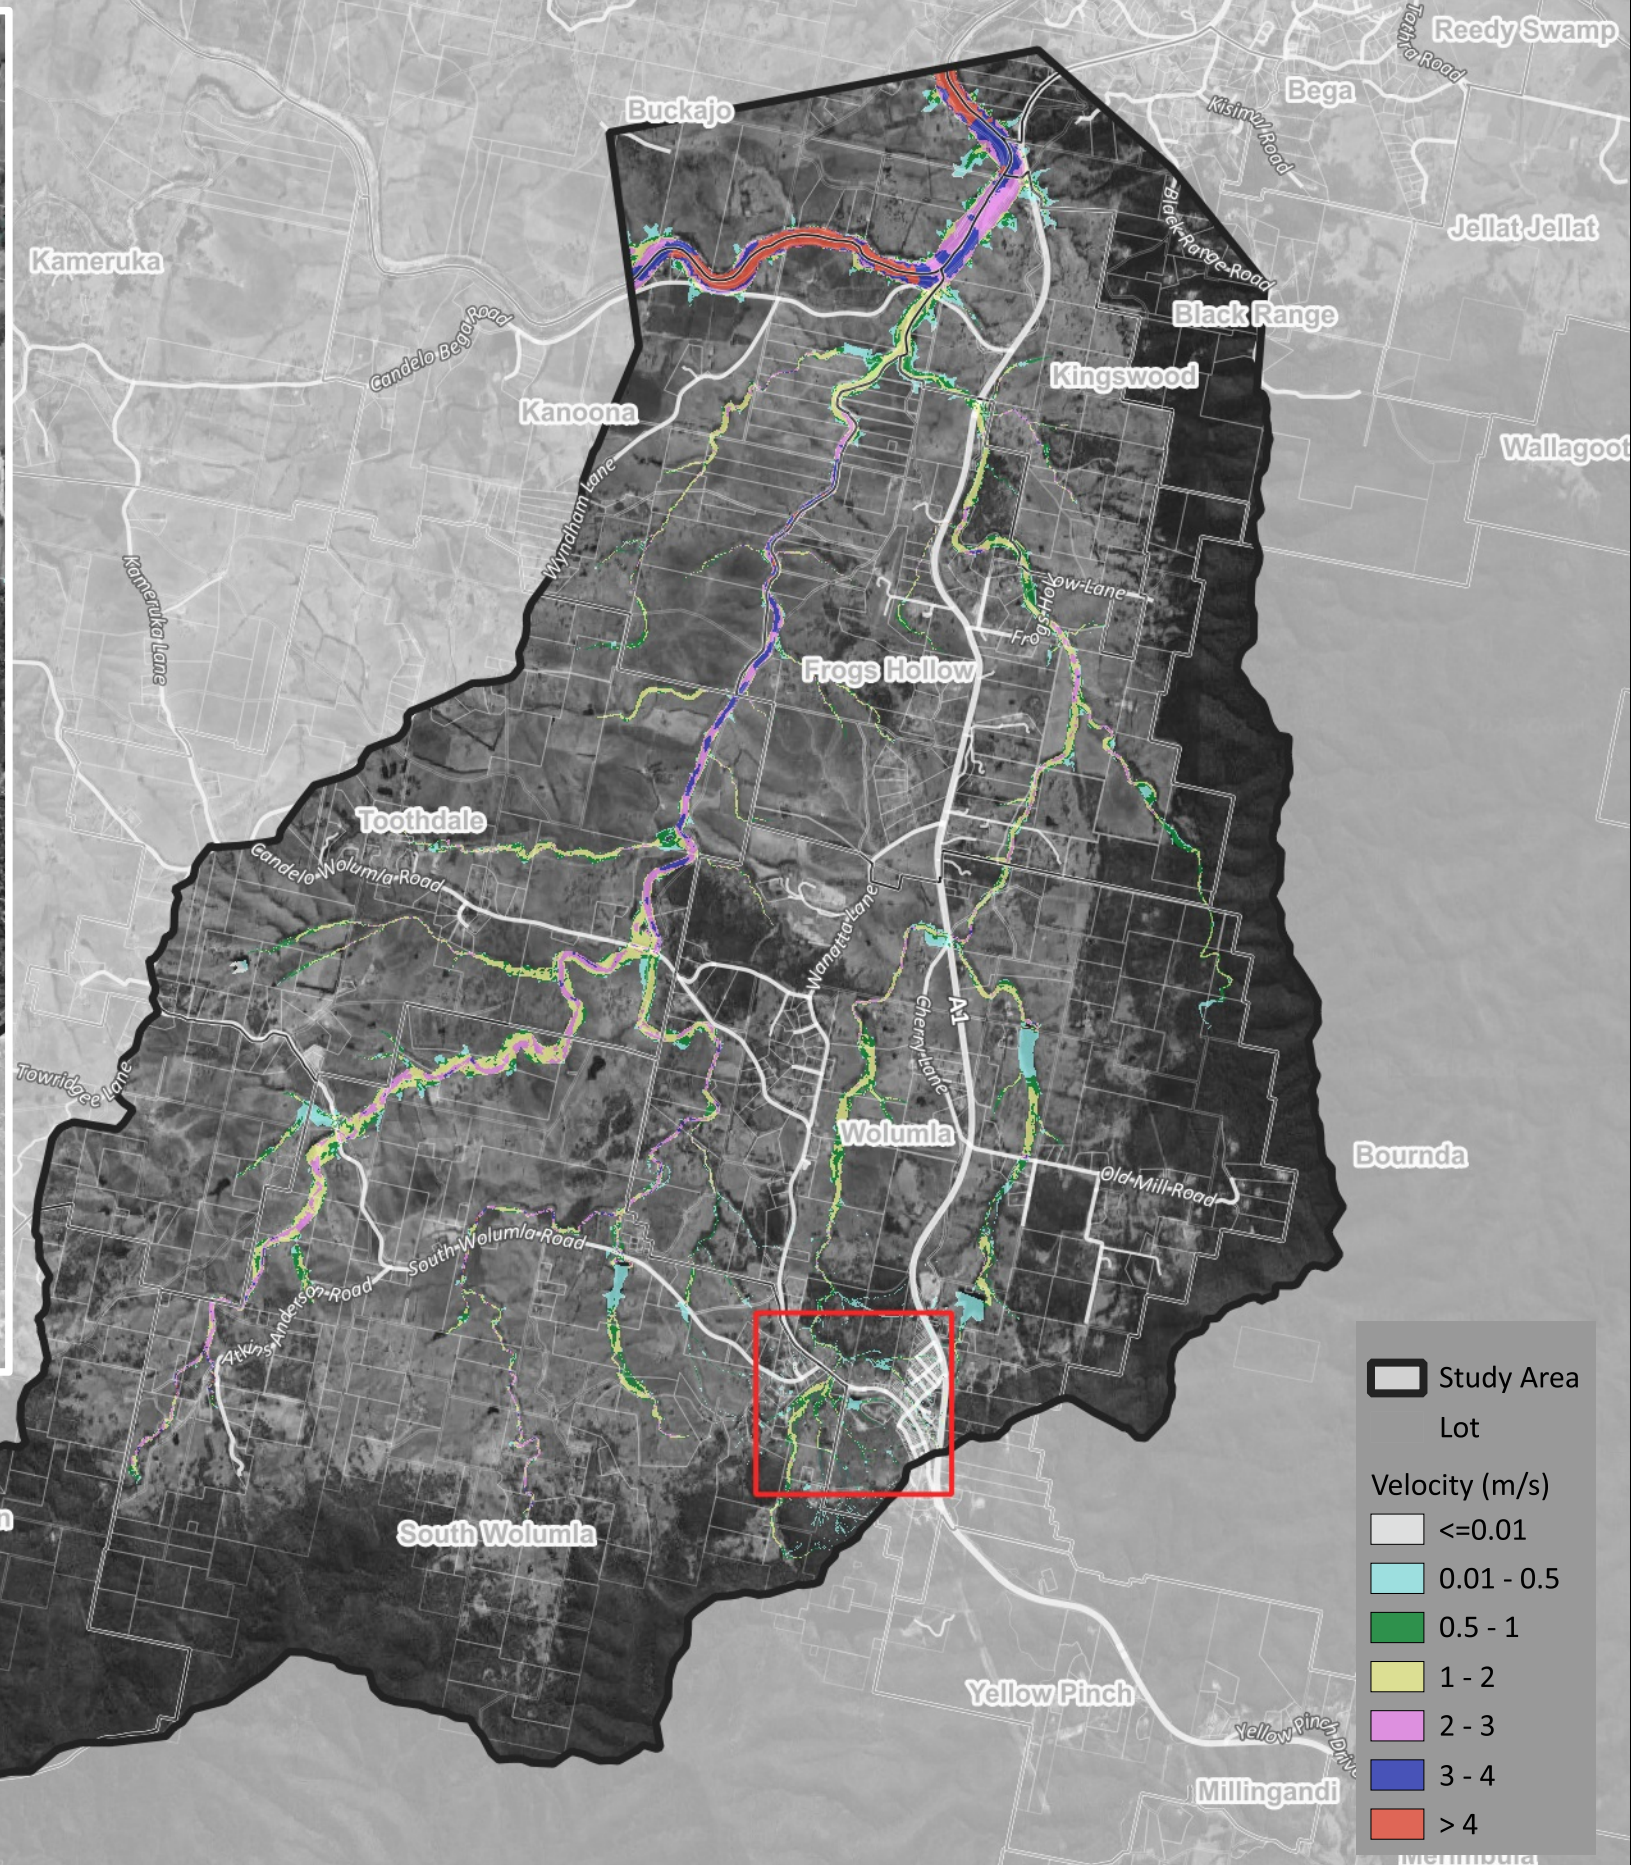 Reedy Swamp
Tathra Road
Bega
Buckajo
Kisimul Road
Black Range Road
Jellat Jellat
Kameruka
Black Range
Candelo Bega Road
Kingswood
Kanoona
Wallagoot
Wyndham Lane
Kameruka Lane
Frogs Hollow Lane
Frogs Hollow
Toothdale
Candelo Wolumla Road
Wanatta Lane
Cherry Lane
A1
Towridgee Lane
Wolumla
Bournda
Old Mill Road
South Wolumla Road
Atkins Anderson Road
South Wolumla
n
Yellow Pinch
Yellow Pinch Drive
Millingandi
Merimbula
Study Area
Lot
Velocity (m/s)
<=0.01
0.01 - 0.5
0.5 - 1
1 - 2
2 - 3
3 - 4
> 4